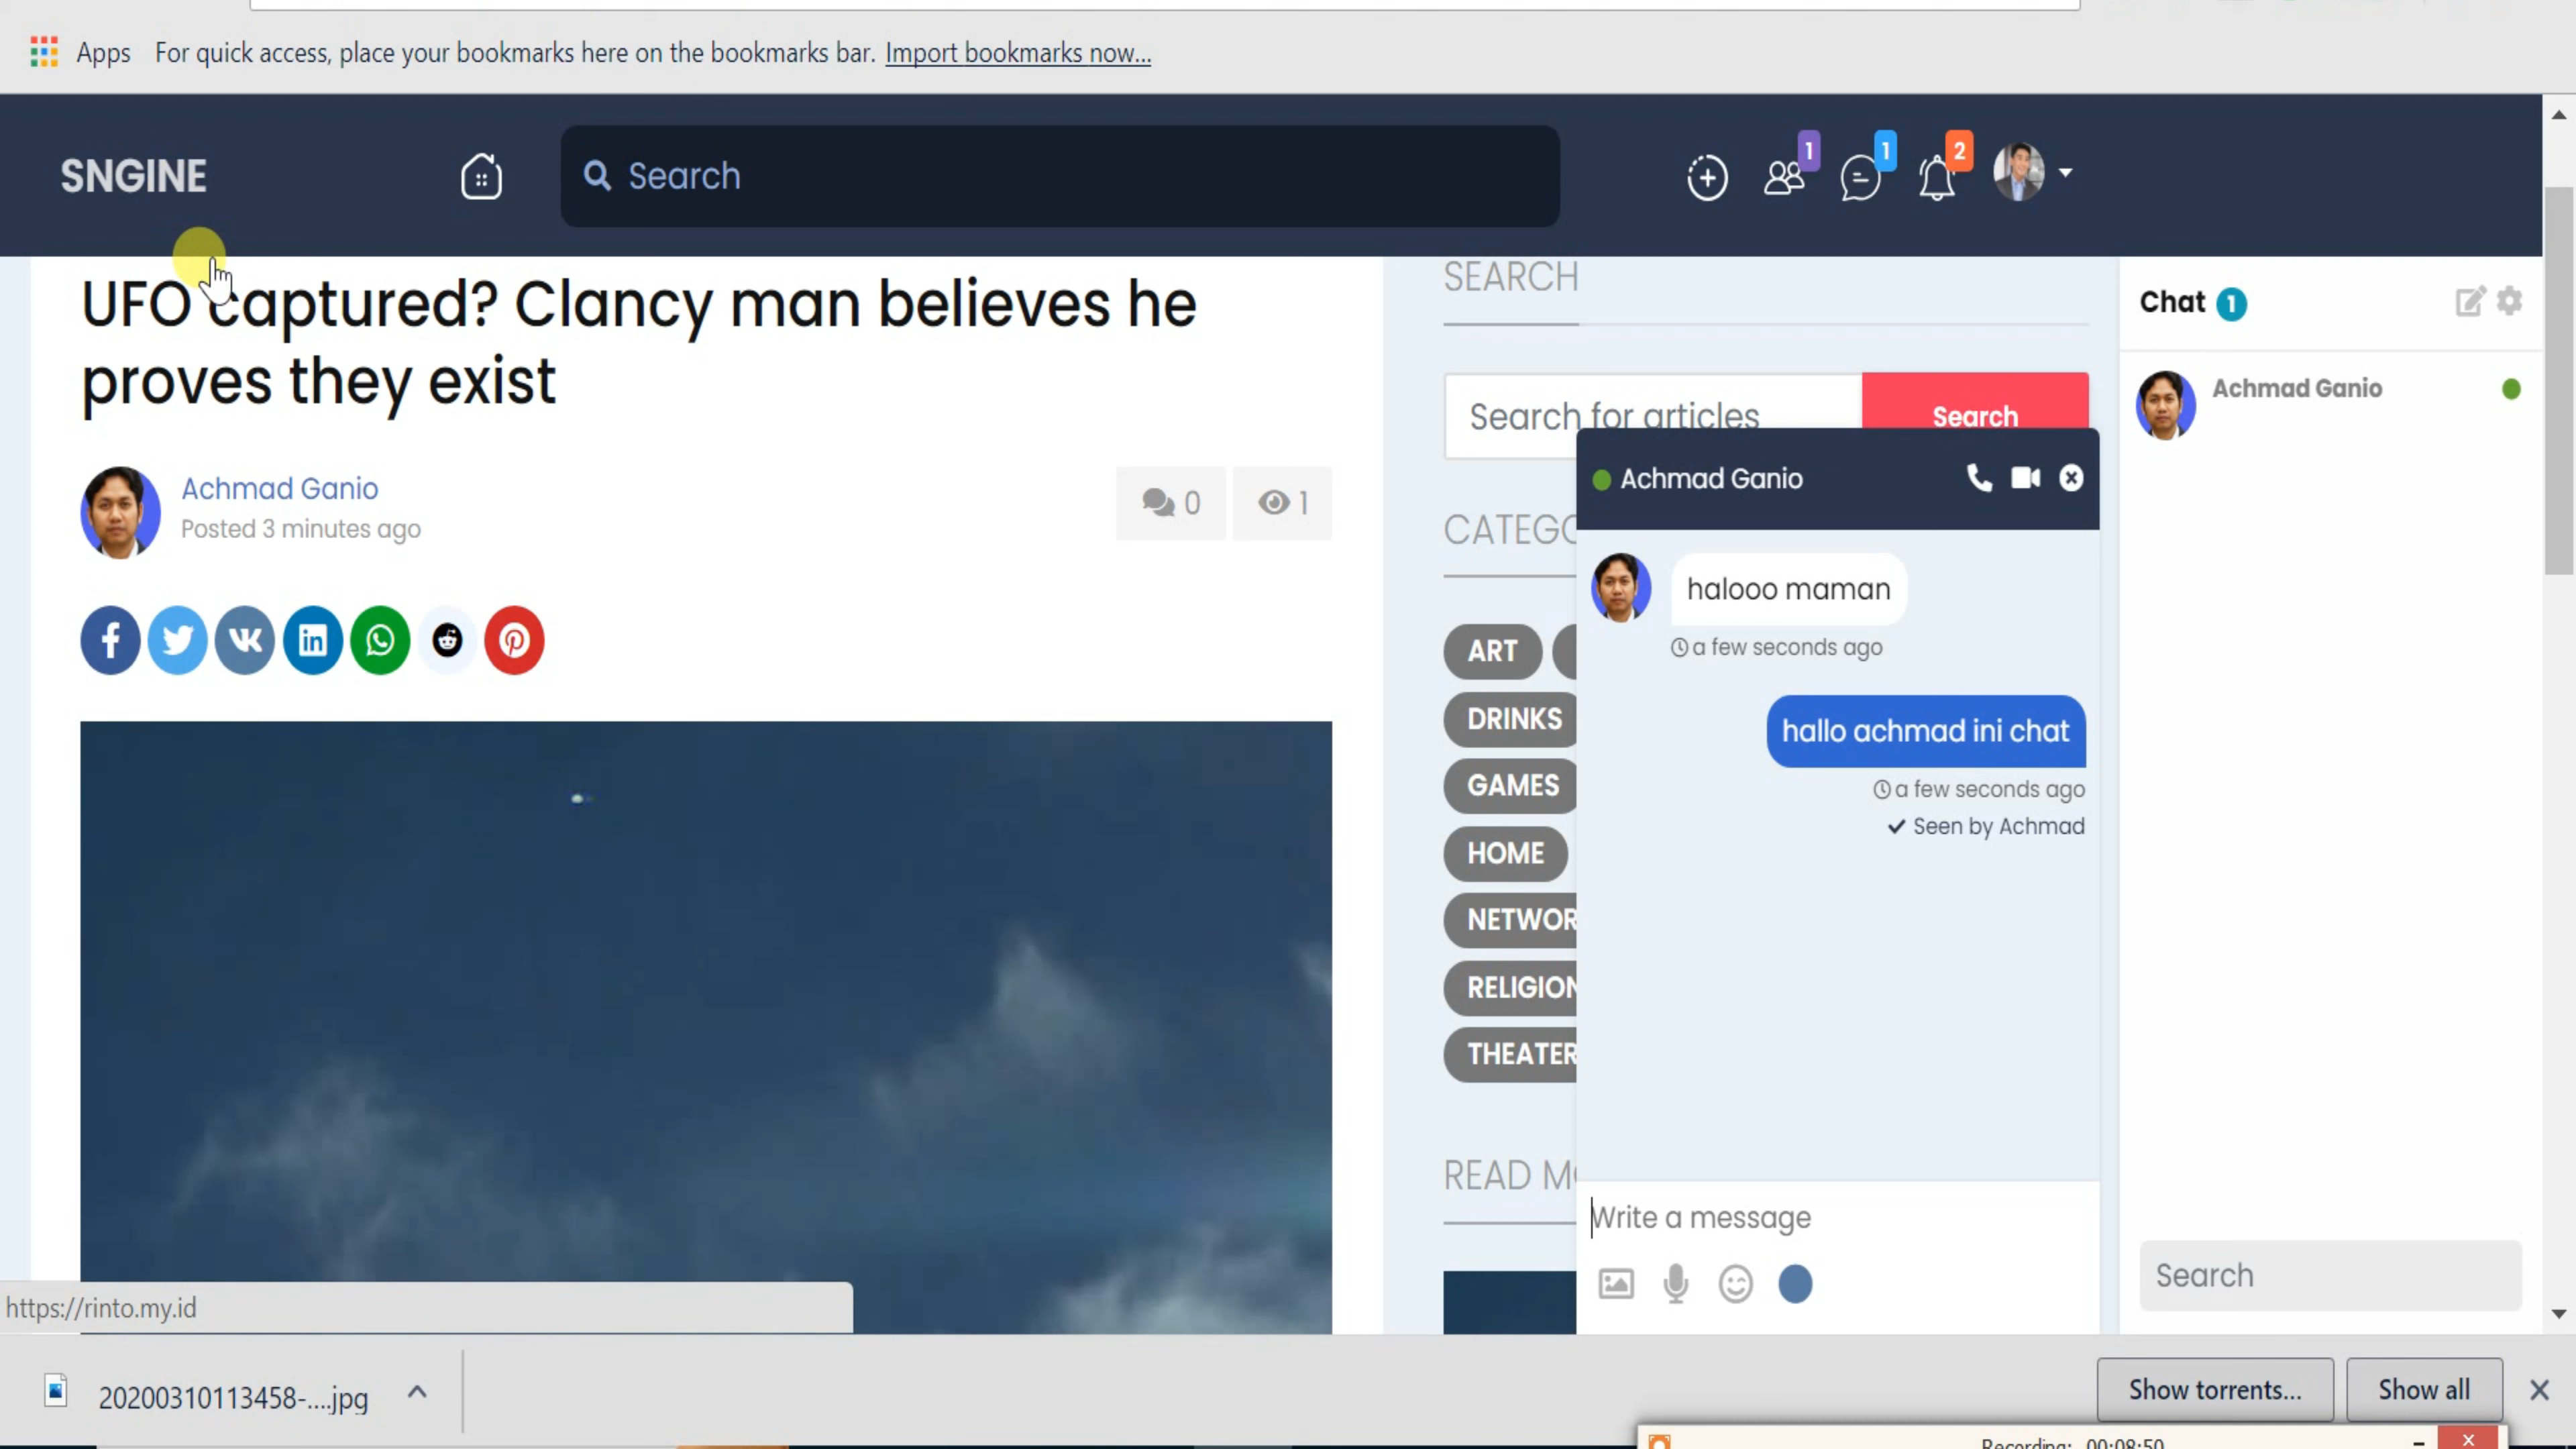 Apps For quick access, place your bookmarks here on the bookmarks bar. Import bookmarks now...
SNGINE
Search
1
1
2
UFO captured? Clancy man believes he
proves they exist
Achmad Ganio
Posted 3 minutes ago
0
1
SEARCH
Search for articles
Search
ART
DRINKS
GAMES
HOME
THEATER
Achmad Ganio
halooo maman
a few seconds ago
hallo achmad ini chat
a few seconds ago
Seen by Achmad
Write a message
Chat 1
Achmad Ganio
Search
https://rinto.my.id
20200310113458-....jpg
Show torrents...
Show all
Recording: 00:08:50